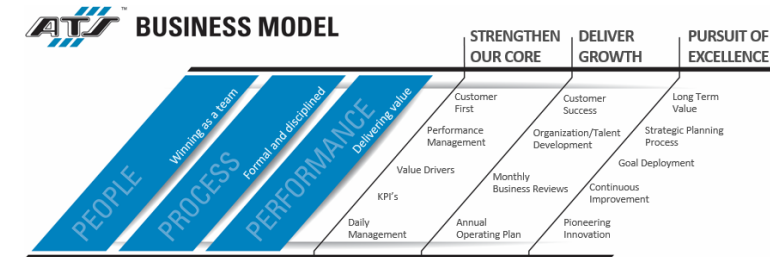 ATS™ BUSINESS MODEL
STRENGTHEN
OUR CORE
DELIVER
GROWTH
PURSUIT OF
EXCELLENCE
PEOPLE
Winning as a team
PROCESS
Formal and disciplined
PERFORMANCE
Delivering value
Customer
First
Performance
Management
Value Drivers
KPI's
Daily
Management
Customer
Success
Organization/Talent
Development
Monthly
Business Reviews
Annual
Operating Plan
Long Term
Value
Strategic Planning
Process
Goal Deployment
Continuous
Improvement
Pioneering
Innovation